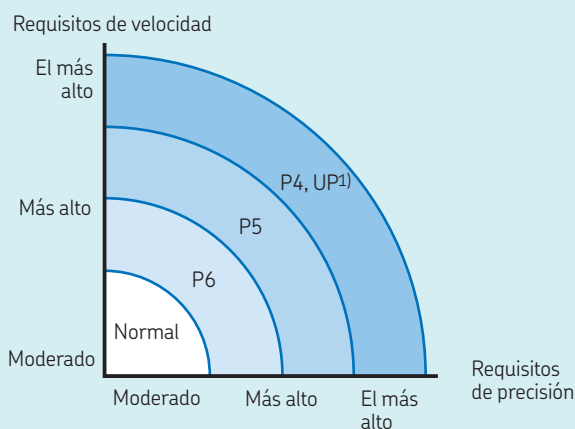 Requisitos de velocidad
El más
alto
P4, UP1)
Más alto
P5
P6
Normal
Moderado
Moderado
Más alto
El más
alto
Requisitos
de precisión